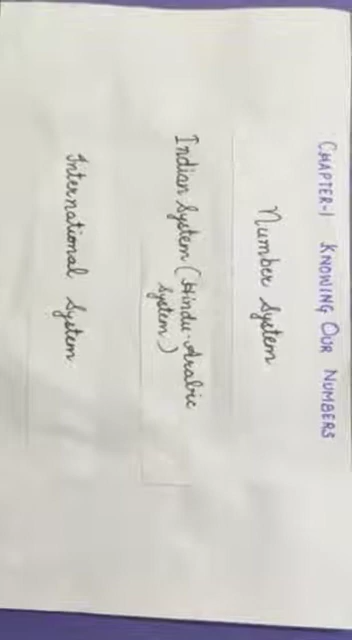 CHAPTER-1 KNOWING OUR NUMBERS
Number System
Indian System (Hindu-Arabic
System)
International System